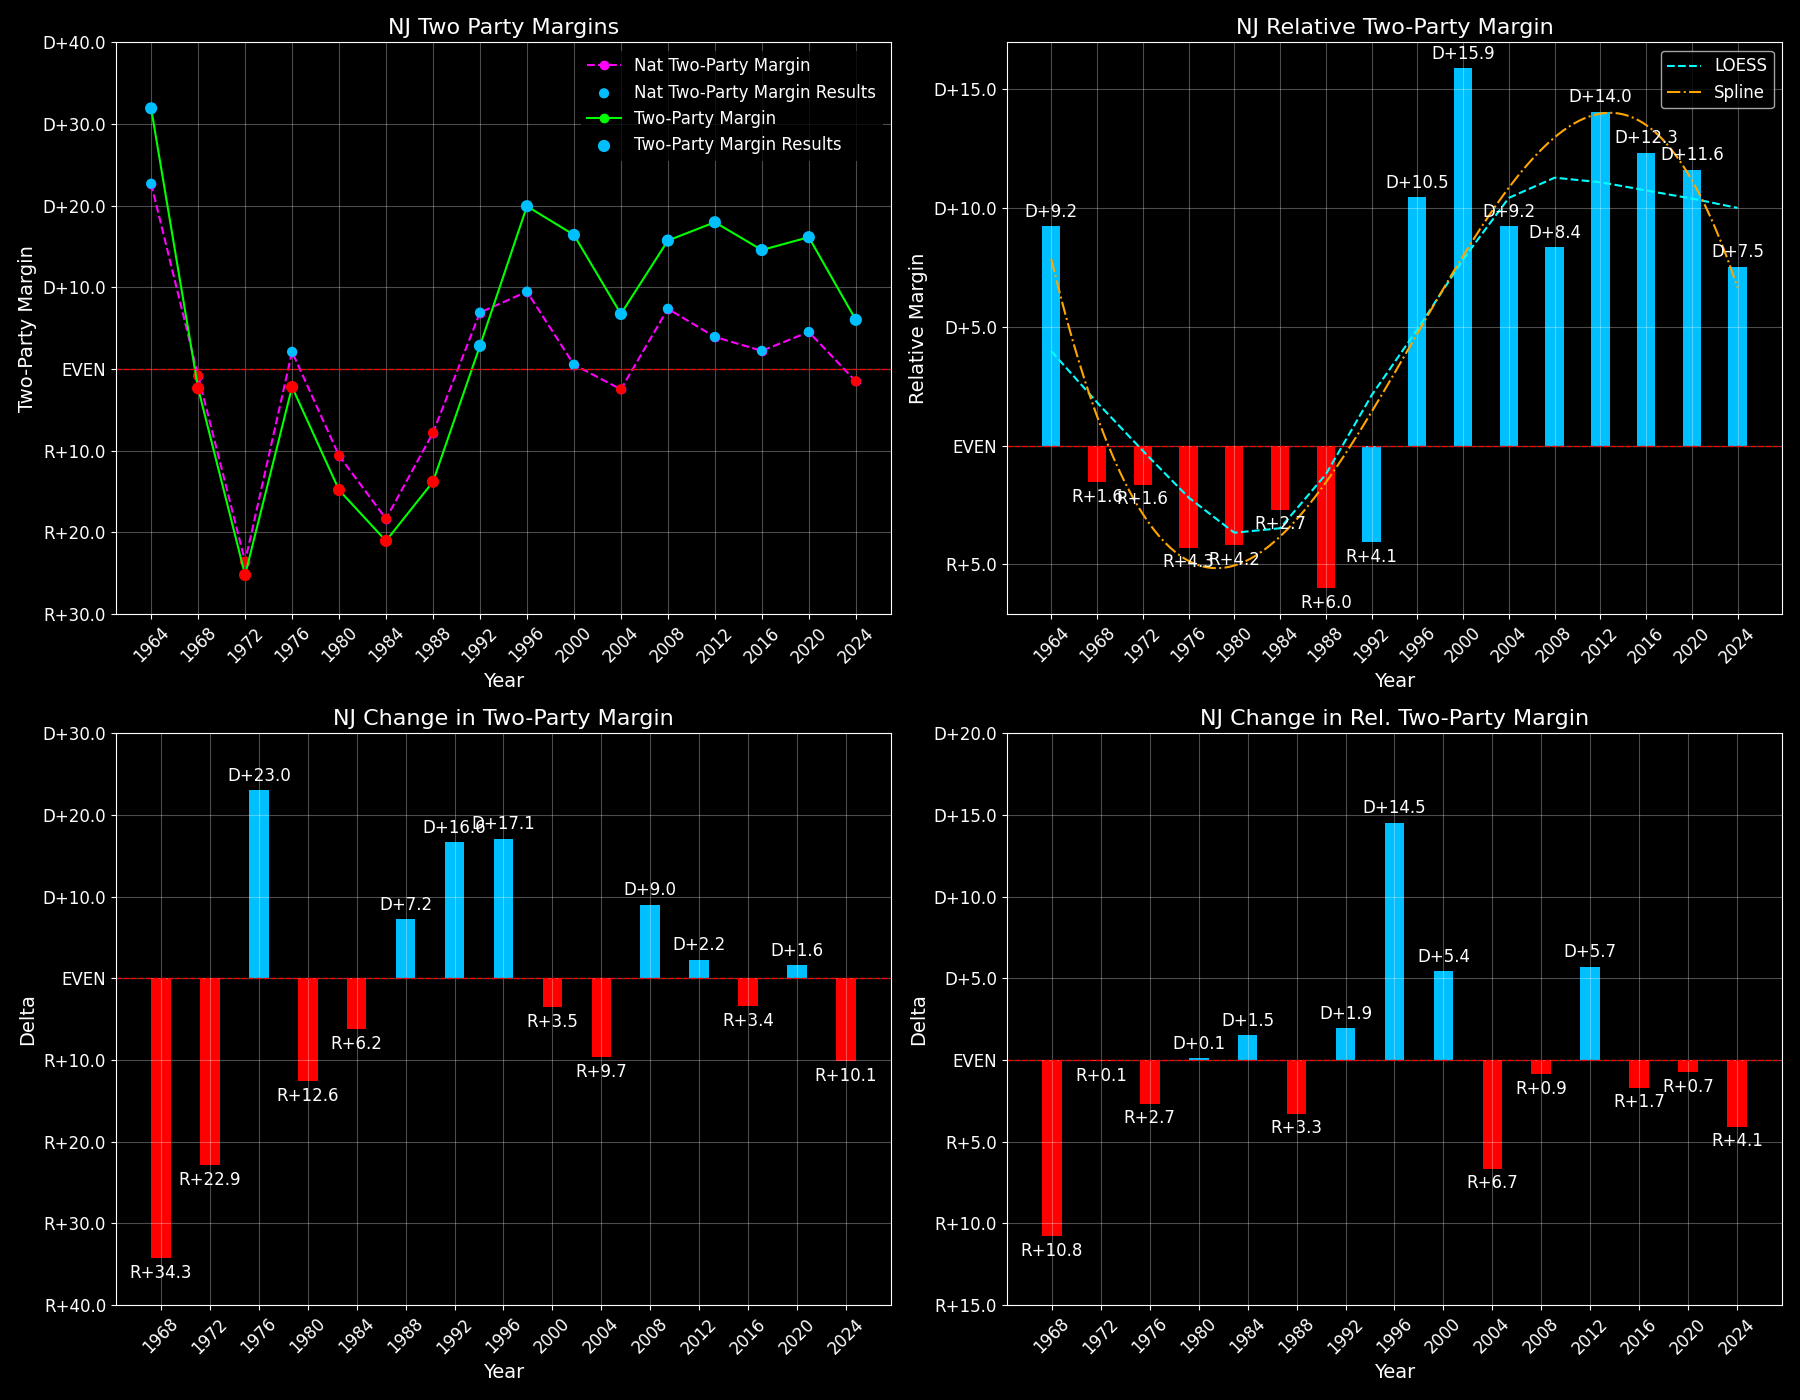 NJ Two Party Margins
D+40.0
D+30.0
D+20.0
D+10.0
EVEN
R+10.0
R+20.0
R+30.0
Two-Party Margin
Nat Two-Party Margin
Nat Two-Party Margin Results
Two-Party Margin
Two-Party Margin Results
1964 1968 1972 1976 1980 1984 1988 1992 1996 2000 2004 2008 2012 2016 2020 2024
Year
NJ Relative Two-Party Margin
D+15.0
D+10.0
D+5.0
EVEN
R+5.0
Relative Margin
LOESS
Spline
D+9.2
R+1.6
R+1.6
R+4.3
R+4.2
R+2.7
R+6.0
R+4.1
D+10.5
D+15.9
D+9.2
D+8.4
D+14.0
D+12.3
D+11.6
D+7.5
1964 1968 1972 1976 1980 1984 1988 1992 1996 2000 2004 2008 2012 2016 2020 2024
Year
NJ Change in Two-Party Margin
D+30.0
D+20.0
D+10.0
EVEN
R+10.0
R+20.0
R+30.0
R+40.0
Delta
R+34.3
R+22.9
D+23.0
R+12.6
R+6.2
D+7.2
D+16.6
D+17.1
R+3.5
R+9.7
D+9.0
D+2.2
R+3.4
D+1.6
R+10.1
1968 1972 1976 1980 1984 1988 1992 1996 2000 2004 2008 2012 2016 2020 2024
Year
NJ Change in Rel. Two-Party Margin
D+20.0
D+15.0
D+10.0
D+5.0
EVEN
R+5.0
R+10.0
R+15.0
Delta
R+10.8
R+0.1
R+2.7
D+0.1
D+1.5
R+3.3
D+1.9
D+14.5
D+5.4
R+6.7
R+0.9
D+5.7
R+1.7
R+0.7
R+4.1
1968 1972 1976 1980 1984 1988 1992 1996 2000 2004 2008 2012 2016 2020 2024
Year